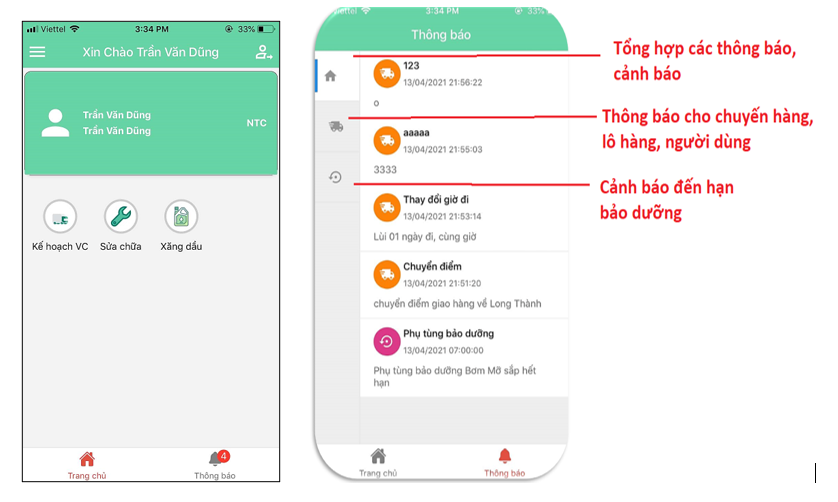 Viettel 3:34 PM 33%
Xin Chào Trần Văn Dũng
Trần Văn Dũng
Trần Văn Dũng
NTC
Kế hoạch VC Sửa chữa Xăng dầu
4
Trang chủ Thông báo
Viettel 3:34 PM 33%
Thông báo
123
13/04/2021 21:56:22
o
aaaaa
13/04/2021 21:55:03
3333
Thay đổi giờ đi
13/04/2021 21:53:14
Lùi 01 ngày đi, cùng giờ
Chuyển điểm
13/04/2021 21:51:20
chuyển điểm giao hàng về Long Thành
Phụ tùng bảo dưỡng
13/04/2021 07:00:00
Phụ tùng bảo dưỡng Bơm Mỡ sắp hết
hạn
Trang chủ Thông báo
Tổng hợp các thông báo,
cảnh báo
Thông báo cho chuyến hàng,
lô hàng, người dùng
Cảnh báo đến hạn
bảo dưỡng